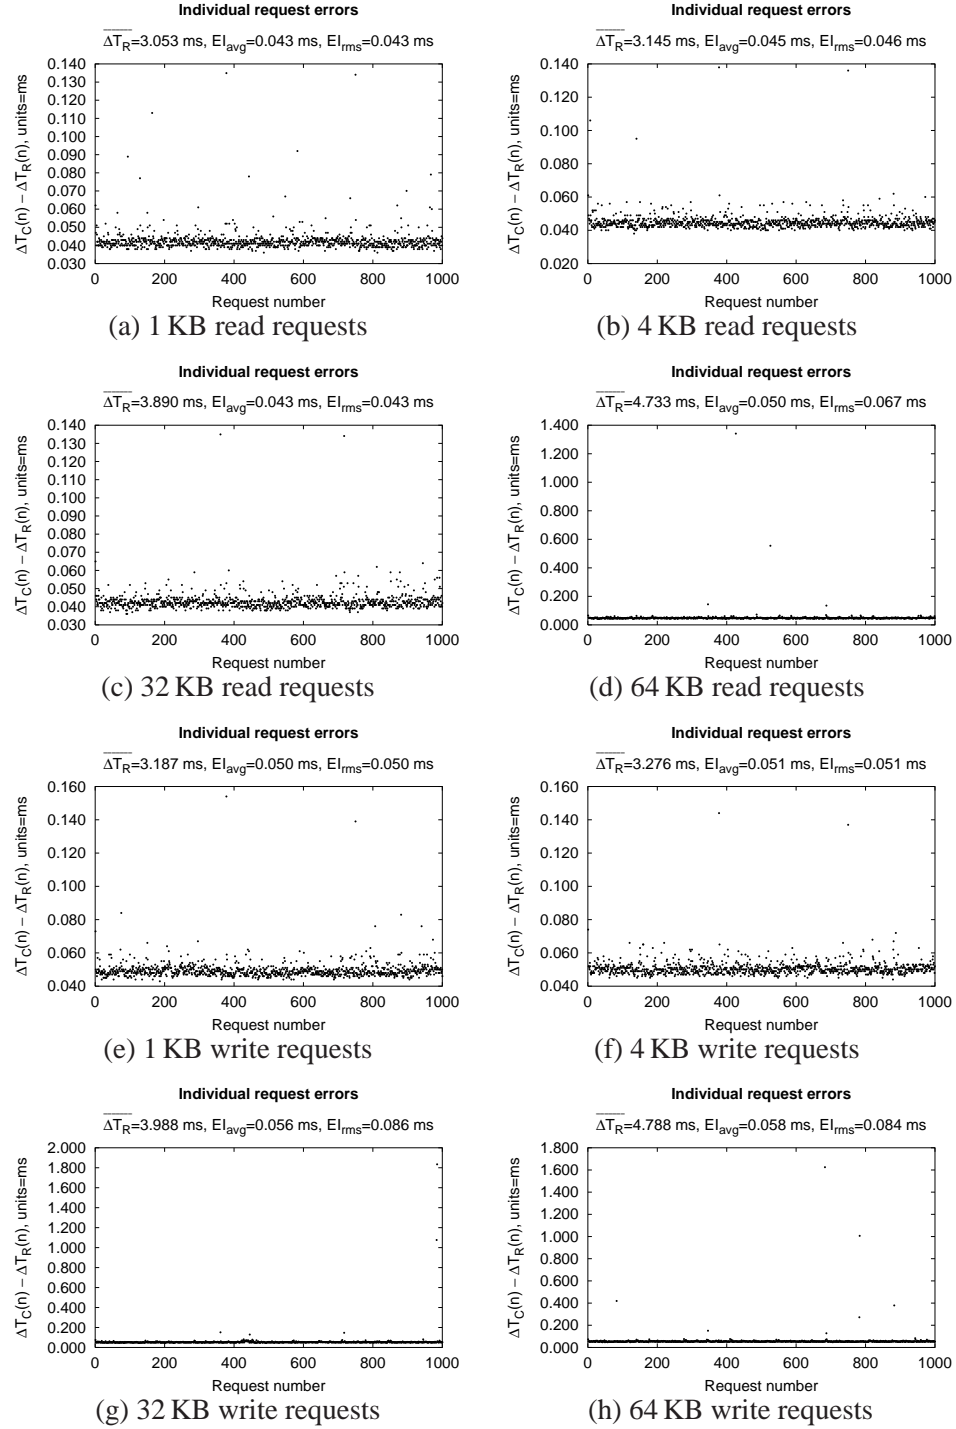 Individual request errors
ΔT_R=3.053 ms, EI_avg=0.043 ms, EI_rms=0.043 ms
ΔT_C(n) − ΔT_R(n), units=ms
0.140
0.130
0.120
0.110
0.100
0.090
0.080
0.070
0.060
0.050
0.040
0.030
0 200 400 600 800 1000
Request number
(a) 1 KB read requests
Individual request errors
ΔT_R=3.145 ms, EI_avg=0.045 ms, EI_rms=0.046 ms
ΔT_C(n) − ΔT_R(n), units=ms
0.140
0.120
0.100
0.080
0.060
0.040
0.020
0 200 400 600 800 1000
Request number
(b) 4 KB read requests
Individual request errors
ΔT_R=3.890 ms, EI_avg=0.043 ms, EI_rms=0.043 ms
ΔT_C(n) − ΔT_R(n), units=ms
0.140
0.130
0.120
0.110
0.100
0.090
0.080
0.070
0.060
0.050
0.040
0.030
0 200 400 600 800 1000
Request number
(c) 32 KB read requests
Individual request errors
ΔT_R=4.733 ms, EI_avg=0.050 ms, EI_rms=0.067 ms
ΔT_C(n) − ΔT_R(n), units=ms
1.400
1.200
1.000
0.800
0.600
0.400
0.200
0.000
0 200 400 600 800 1000
Request number
(d) 64 KB read requests
Individual request errors
ΔT_R=3.187 ms, EI_avg=0.050 ms, EI_rms=0.050 ms
ΔT_C(n) − ΔT_R(n), units=ms
0.160
0.140
0.120
0.100
0.080
0.060
0.040
0 200 400 600 800 1000
Request number
(e) 1 KB write requests
Individual request errors
ΔT_R=3.276 ms, EI_avg=0.051 ms, EI_rms=0.051 ms
ΔT_C(n) − ΔT_R(n), units=ms
0.160
0.140
0.120
0.100
0.080
0.060
0.040
0 200 400 600 800 1000
Request number
(f) 4 KB write requests
Individual request errors
ΔT_R=3.988 ms, EI_avg=0.056 ms, EI_rms=0.086 ms
ΔT_C(n) − ΔT_R(n), units=ms
2.000
1.800
1.600
1.400
1.200
1.000
0.800
0.600
0.400
0.200
0.000
0 200 400 600 800 1000
Request number
(g) 32 KB write requests
Individual request errors
ΔT_R=4.788 ms, EI_avg=0.058 ms, EI_rms=0.084 ms
ΔT_C(n) − ΔT_R(n), units=ms
1.800
1.600
1.400
1.200
1.000
0.800
0.600
0.400
0.200
0.000
0 200 400 600 800 1000
Request number
(h) 64 KB write requests